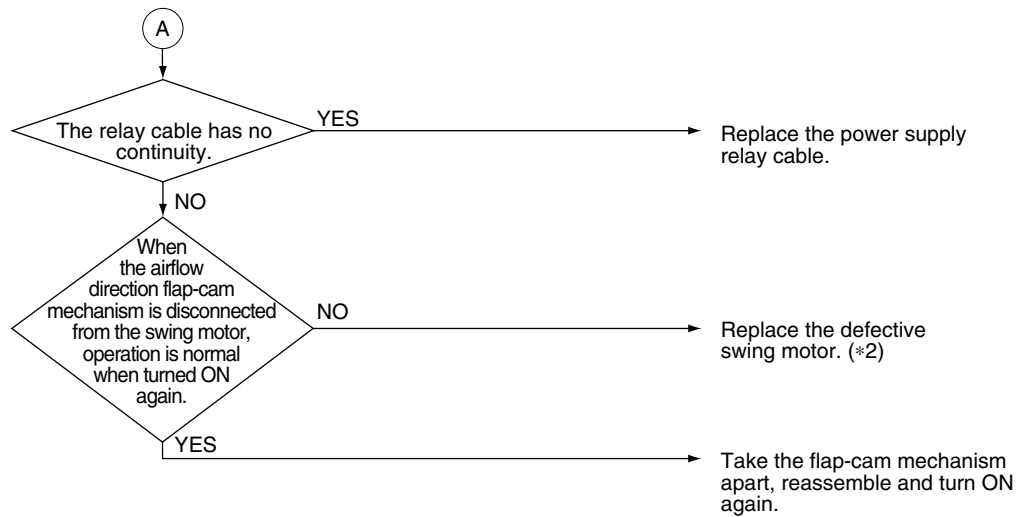 A
The relay cable has no
continuity.
YES
Replace the power supply
relay cable.
NO
When
the airflow
direction flap-cam
mechanism is disconnected
from the swing motor,
operation is normal
when turned ON
again.
NO
Replace the defective
swing motor. (*2)
YES
Take the flap-cam mechanism
apart, reassemble and turn ON
again.